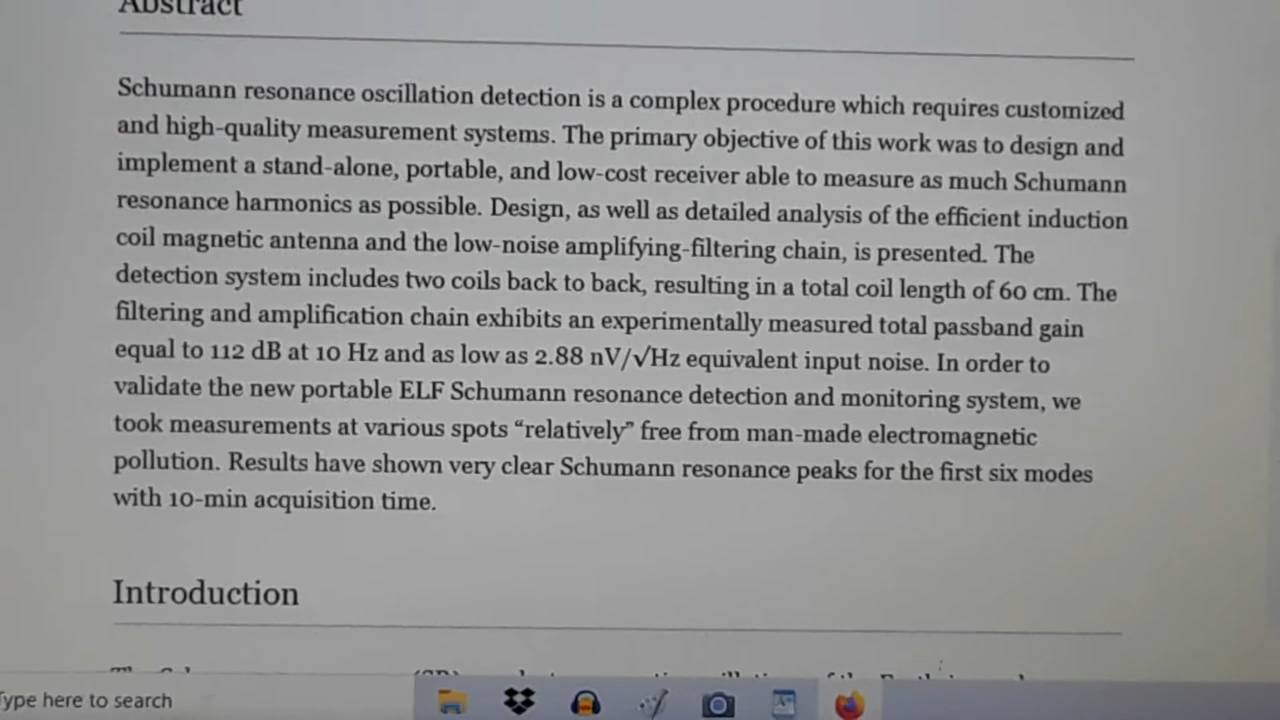 Abstract
Schumann resonance oscillation detection is a complex procedure which requires customized
and high-quality measurement systems. The primary objective of this work was to design and
implement a stand-alone, portable, and low-cost receiver able to measure as much Schumann
resonance harmonics as possible. Design, as well as detailed analysis of the efficient induction
coil magnetic antenna and the low-noise amplifying-filtering chain, is presented. The
detection system includes two coils back to back, resulting in a total coil length of 60 cm. The
filtering and amplification chain exhibits an experimentally measured total passband gain
equal to 112 dB at 10 Hz and as low as 2.88 nV/√Hz equivalent input noise. In order to
validate the new portable ELF Schumann resonance detection and monitoring system, we
took measurements at various spots “relatively” free from man-made electromagnetic
pollution. Results have shown very clear Schumann resonance peaks for the first six modes
with 10-min acquisition time.
Introduction
ype here to search